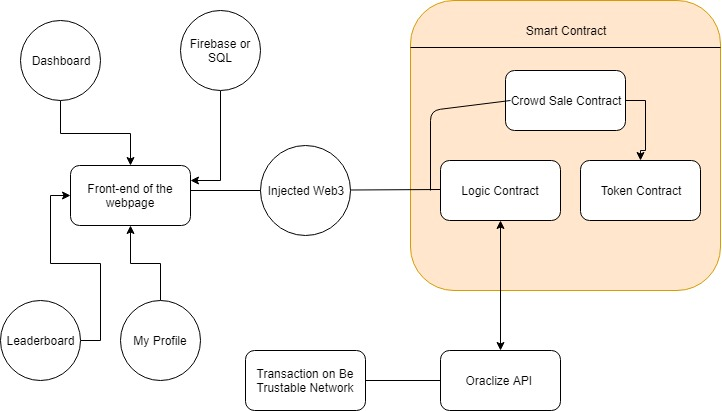 Dashboard
Firebase or
SQL
Smart Contract
Crowd Sale Contract
Front-end of the
webpage
Injected Web3
Logic Contract
Token Contract
Leaderboard
My Profile
Transaction on Be
Trustable Network
Oraclize API